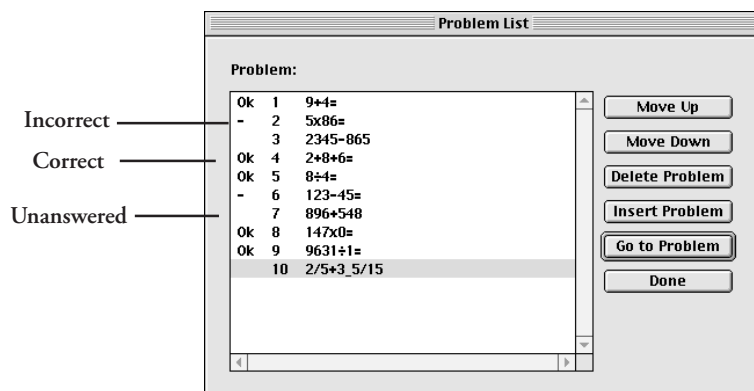 Problem List
Problem:
Ok 1 9+4=
- 2 5x86=
3 2345-865
Ok 4 2+8+6=
Ok 5 8÷4=
- 6 123-45=
7 896+548
Ok 8 147x0=
Ok 9 9631÷1=
10 2/5+3_5/15
Incorrect
Correct
Unanswered
Move Up
Move Down
Delete Problem
Insert Problem
Go to Problem
Done